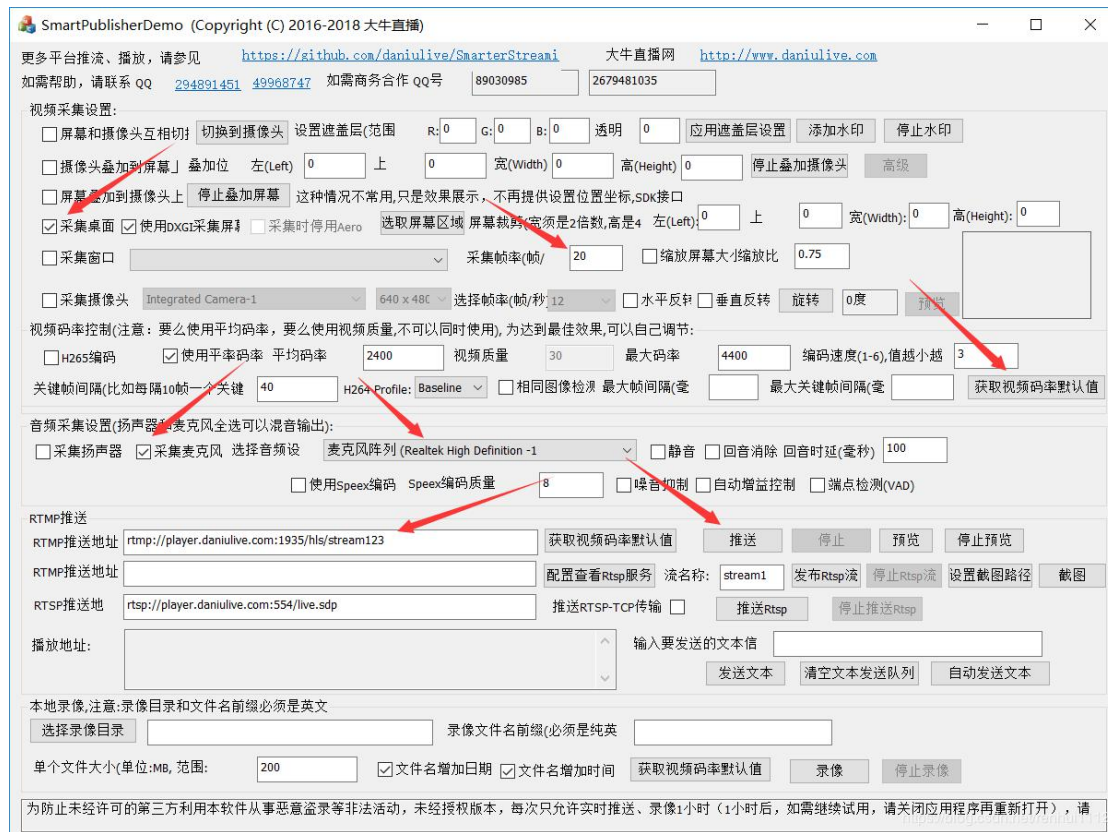 SmartPublisherDemo (Copyright (C) 2016-2018 大牛直播)
更多平台推流、播放，请参见 https://github.com/daniulive/SmarterStreami 大牛直播网 http://www.daniulive.com
如需帮助，请联系 QQ 294891451 49968747 如需商务合作 QQ号 89030985 2679481035
视频采集设置:
屏幕和摄像头互相切 切换到摄像头 设置遮盖层(范围 R: 0 G: 0 B: 0 透明 0 应用遮盖层设置 添加水印 停止水印
摄像头叠加到屏幕 叠加位 左(Left) 0 上 0 宽(Width) 0 高(Height) 0 停止叠加摄像头 高级
屏幕叠加到摄像头上 停止叠加屏幕 这种情况不常用,只是效果展示，不再提供设置位置坐标,SDK接口
采集桌面 使用DXGI采集屏 采集时停用Aero 选取屏幕区域 屏幕裁剪(宽须是2倍数,高是4 左(Left): 0 上 0 宽(Width): 0 高(Height): 0
采集窗口 采集帧率(帧/ 20 缩放屏幕大小缩放比 0.75
采集摄像头 Integrated Camera-1 640 x 480 选择帧率(帧/秒 12 水平反转 垂直反转 旋转 0度 预览
视频码率控制(注意：要么使用平均码率，要么使用视频质量,不可以同时使用), 为达到最佳效果,可以自己调节:
H265编码 使用平率码率 平均码率 2400 视频质量 30 最大码率 4400 编码速度(1-6),值越小越 3
关键帧间隔(比如每隔10帧一个关键 40 H264 Profile: Baseline 相同图像检测 最大帧间隔(毫 最大关键帧间隔(毫 获取视频码率默认值
音频采集设置(扬声器和麦克风全选可以混音输出):
采集扬声器 采集麦克风 选择音频设 麦克风阵列 (Realtek High Definition -1 静音 回音消除 回音时延(毫秒) 100
使用Speex编码 Speex编码质量 8 噪音抑制 自动增益控制 端点检测(VAD)
RTMP推送
RTMP推送地址 rtmp://player.daniulive.com:1935/hls/stream123 获取视频码率默认值 推送 停止 预览 停止预览
RTMP推送地址 配置查看Rtsp服务 流名称: stream1 发布Rtsp流 停止Rtsp流 设置截图路径 截图
RTSP推送地 rtsp://player.daniulive.com:554/live.sdp 推送RTSP-TCP传输 推送Rtsp 停止推送Rtsp
播放地址: 输入要发送的文本信
发送文本 清空文本发送队列 自动发送文本
本地录像,注意:录像目录和文件名前缀必须是英文
选择录像目录 录像文件名前缀(必须是纯英
单个文件大小(单位:MB, 范围: 200 文件名增加日期 文件名增加时间 获取视频码率默认值 录像 停止录像
为防止未经许可的第三方利用本软件从事恶意盗录等非法活动，未经授权版本，每次只允许实时推送、录像1小时（1小时后，如需继续试用，请关闭应用程序再重新打开），请